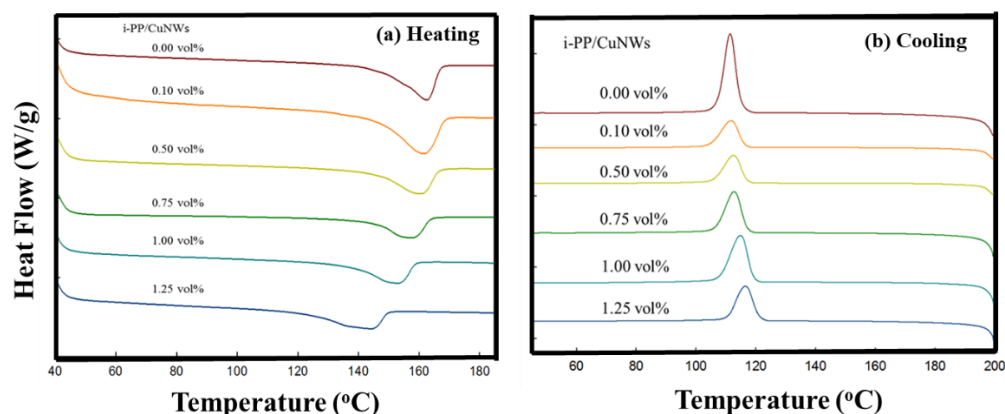 i-PP/CuNWs
(a) Heating
0.00 vol%
0.10 vol%
0.50 vol%
0.75 vol%
1.00 vol%
1.25 vol%
Heat Flow (W/g)
40 60 80 100 120 140 160 180
Temperature (°C)
(b) Cooling
i-PP/CuNWs
0.00 vol%
0.10 vol%
0.50 vol%
0.75 vol%
1.00 vol%
1.25 vol%
60 80 100 120 140 160 180 200
Temperature (°C)